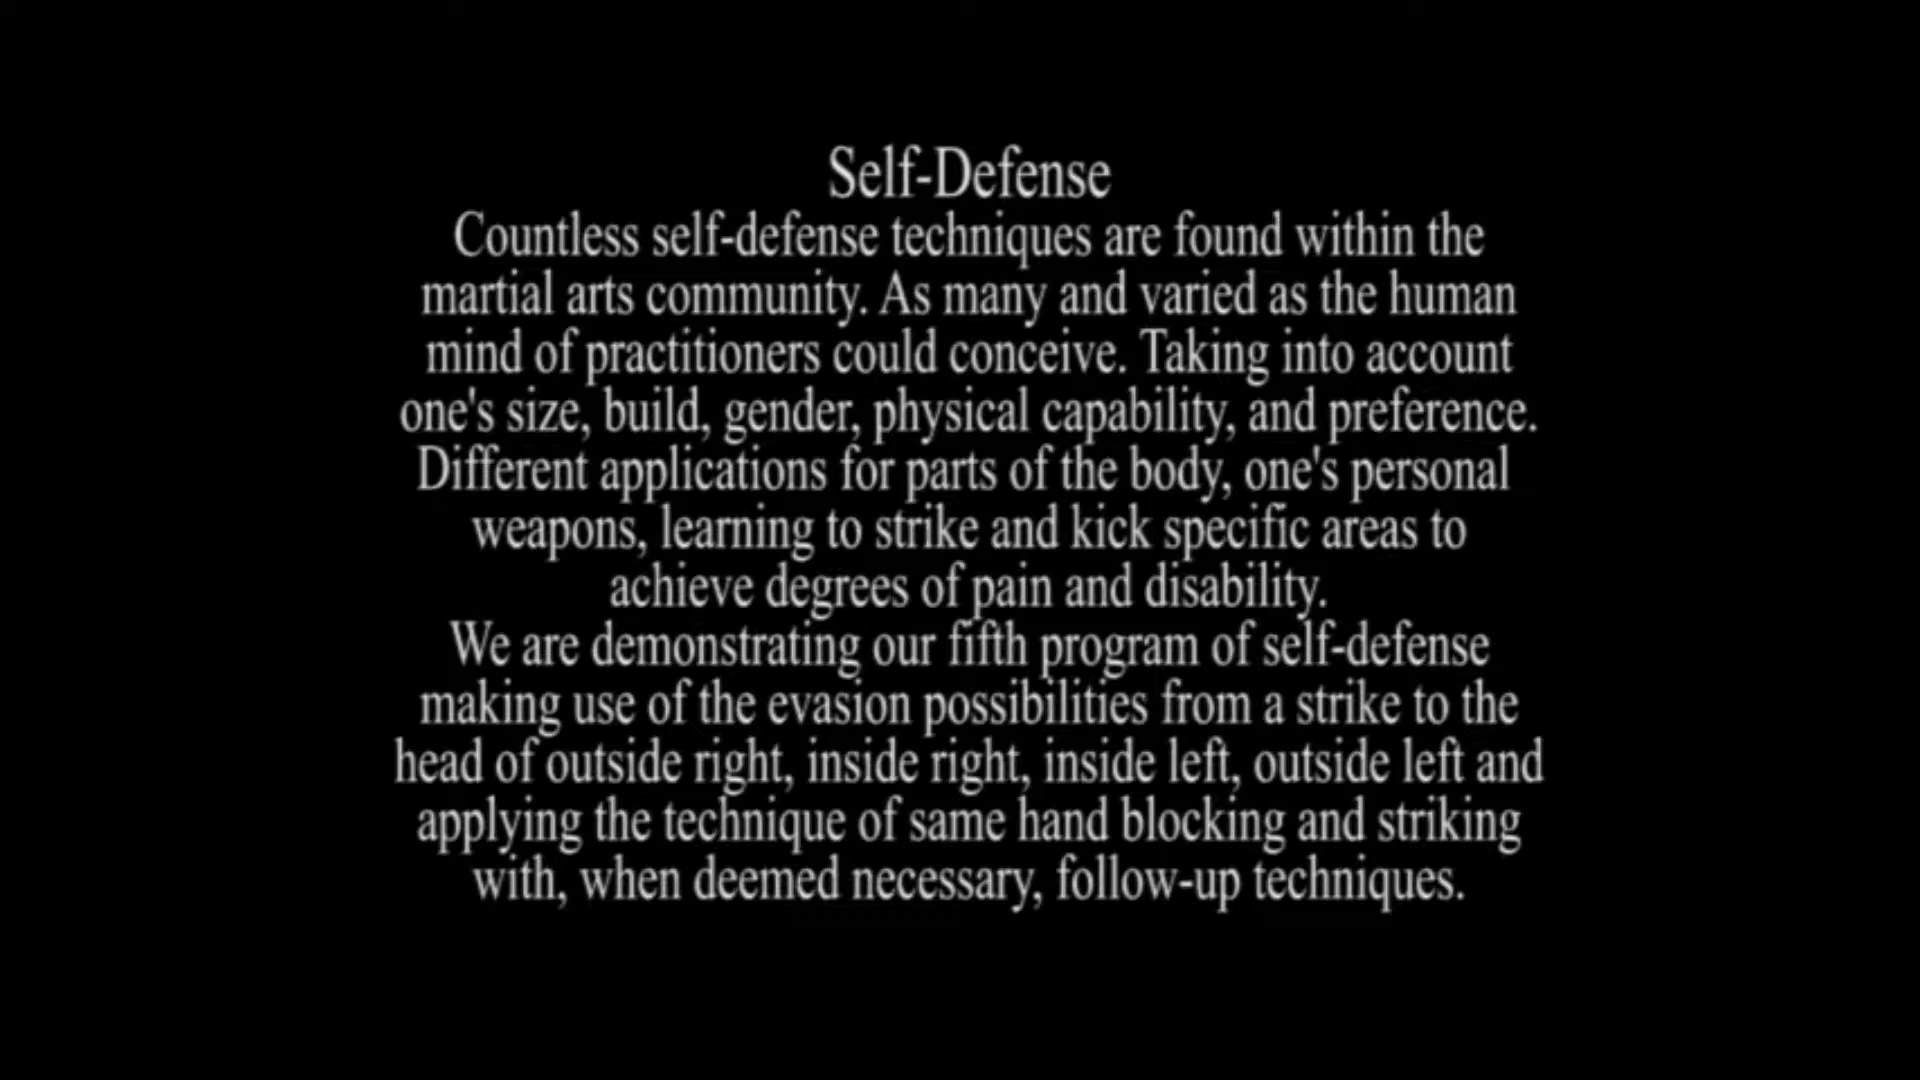 Self-Defense
Countless self-defense techniques are found within the
martial arts community. As many and varied as the human
mind of practitioners could conceive. Taking into account
one's size, build, gender, physical capability, and preference.
Different applications for parts of the body, one's personal
weapons, learning to strike and kick specific areas to
achieve degrees of pain and disability.
We are demonstrating our fifth program of self-defense
making use of the evasion possibilities from a strike to the
head of outside right, inside right, inside left, outside left and
applying the technique of same hand blocking and striking
with, when deemed necessary, follow-up techniques.